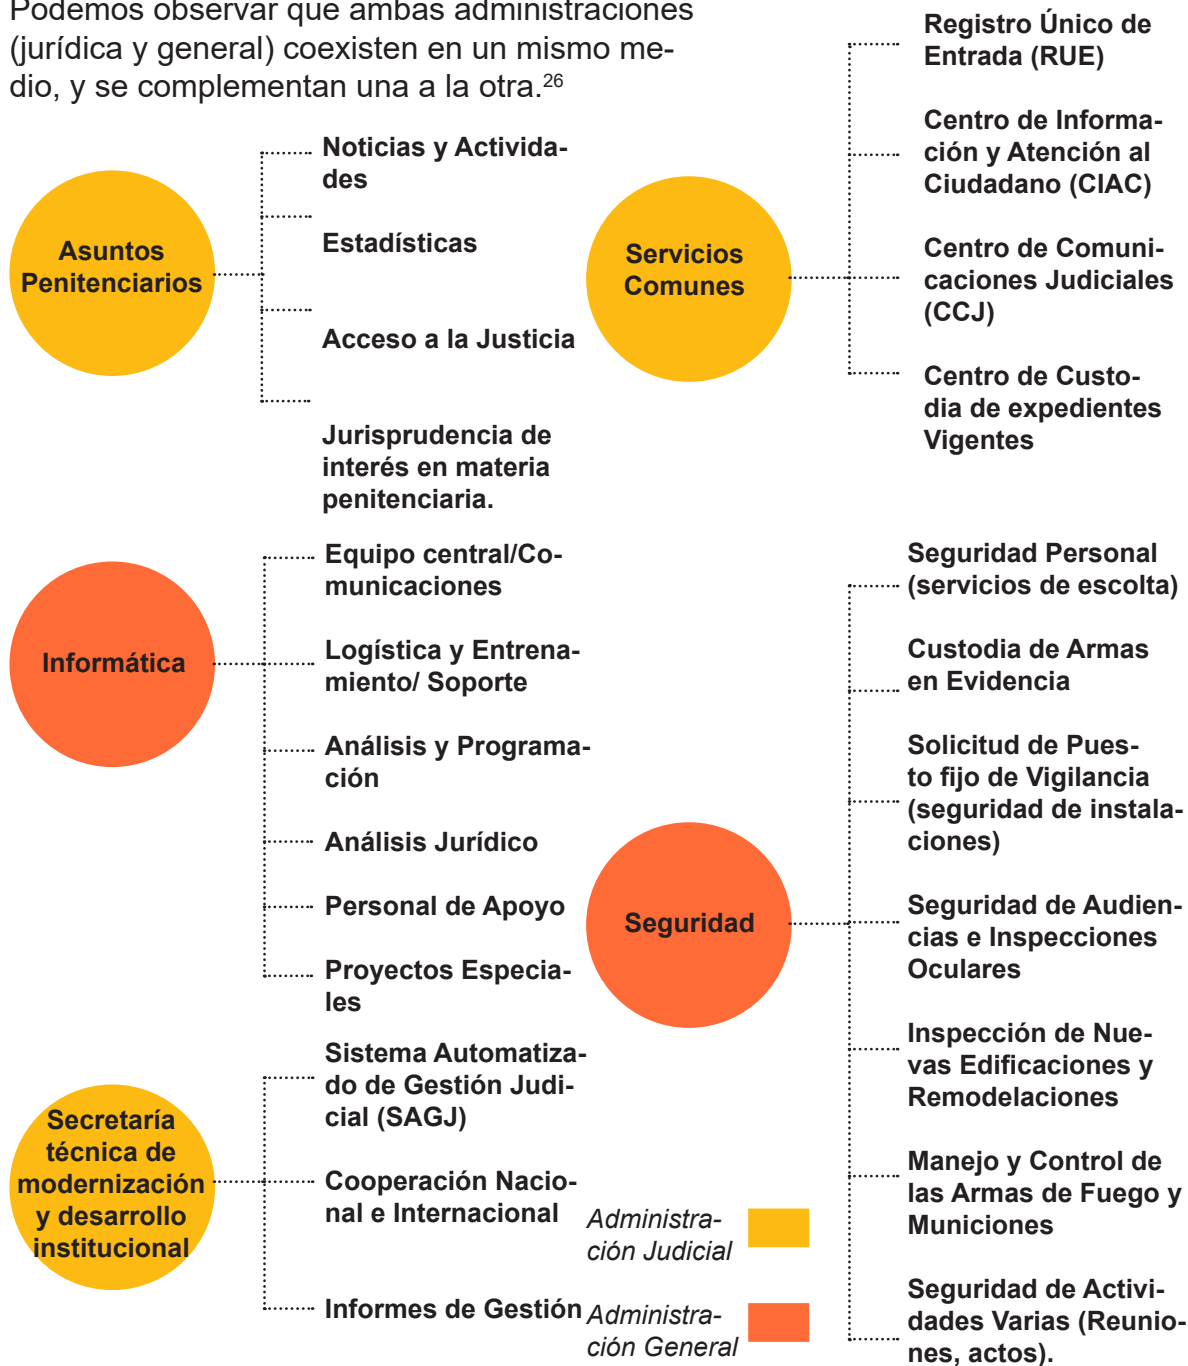 Podemos observar que ambas administraciones
(jurídica y general) coexisten en un mismo me-
dio, y se complementan una a la otra.26
Asuntos
Penitenciarios
Noticias y Activida-
des
Estadísticas
Acceso a la Justicia
Jurisprudencia de
interés en materia
penitenciaria.
Servicios
Comunes
Registro Único de
Entrada (RUE)
Centro de Informa-
ción y Atención al
Ciudadano (CIAC)
Centro de Comuni-
caciones Judiciales
(CCJ)
Centro de Custo-
dia de expedientes
Vigentes
Informática
Equipo central/Co-
municaciones
Logística y Entrena-
miento/ Soporte
Análisis y Programa-
ción
Análisis Jurídico
Personal de Apoyo
Proyectos Especia-
les
Seguridad
Seguridad Personal
(servicios de escolta)
Custodia de Armas
en Evidencia
Solicitud de Pues-
to fijo de Vigilancia
(seguridad de instala-
ciones)
Seguridad de Audien-
cias e Inspecciones
Oculares
Inspección de Nue-
vas Edificaciones y
Remodelaciones
Manejo y Control de
las Armas de Fuego y
Municiones
Seguridad de Activi-
dades Varias (Reunio-
nes, actos).
Secretaría
técnica de
modernización
y desarrollo
institucional
Sistema Automatiza-
do de Gestión Judi-
cial (SAGJ)
Cooperación Nacio-
nal e Internacional
Informes de Gestión
Administra-
ción Judicial
Administra-
ción General